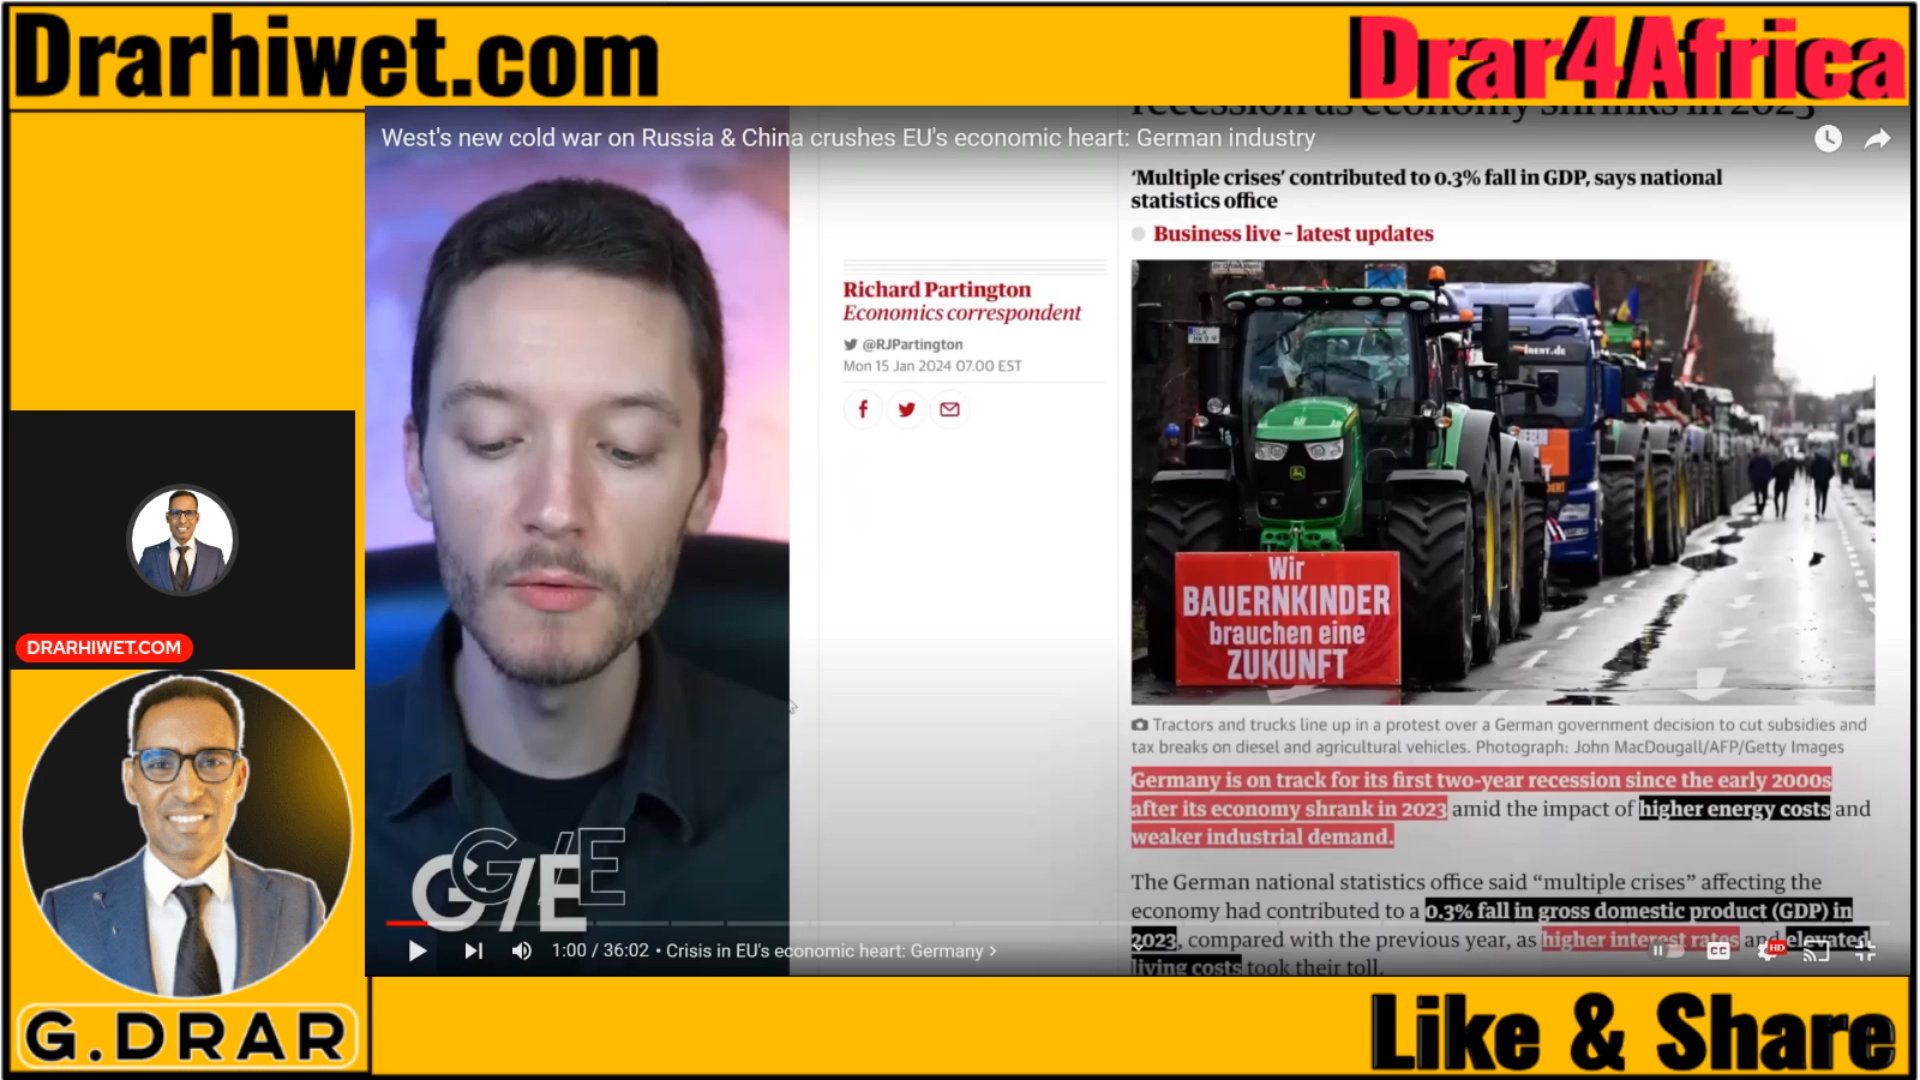 Drarhiwet.com
Drar4Africa
recession as economy shrinks in 2023
West's new cold war on Russia & China crushes EU's economic heart: German industry
‘Multiple crises’ contributed to 0.3% fall in GDP, says national
statistics office
Business live – latest updates
Richard Partington
Economics correspondent
@RJPartington
Mon 15 Jan 2024 07.00 EST
Wir
BAUERNKINDER
brauchen eine
ZUKUNFT
Tractors and trucks line up in a protest over a German government decision to cut subsidies and
tax breaks on diesel and agricultural vehicles. Photograph: John MacDougall/AFP/Getty Images
Germany is on track for its first two-year recession since the early 2000s
after its economy shrank in 2023 amid the impact of higher energy costs and
weaker industrial demand.
The German national statistics office said “multiple crises” affecting the
economy had contributed to a 0.3% fall in gross domestic product (GDP) in
2023, compared with the previous year, as higher interest rates and elevated
living costs took their toll.
G/E
G/E
1:00 / 36:02 • Crisis in EU's economic heart: Germany
CC
HD
DRARHIWET.COM
G.DRAR
Like & Share